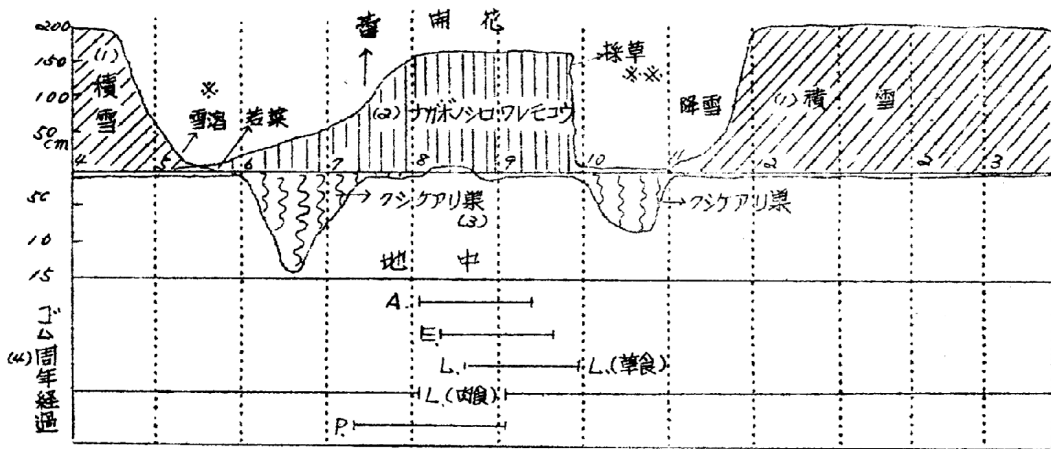 蕾 開花
200
150
100
50
cm
(1)
積雪
※
雪溶
若葉
(2) ナガボノシロワレモコウ
採草
※※
降雪
(1) 積雪
4 5 6 7 8 9 10 11 2 2 3
50
10
15
クシケアリ巣
(3)
クシケアリ巣
地中
(4) ゴム周年経過
A.
E.
L. L.(草食)
L.(肉食)
P.